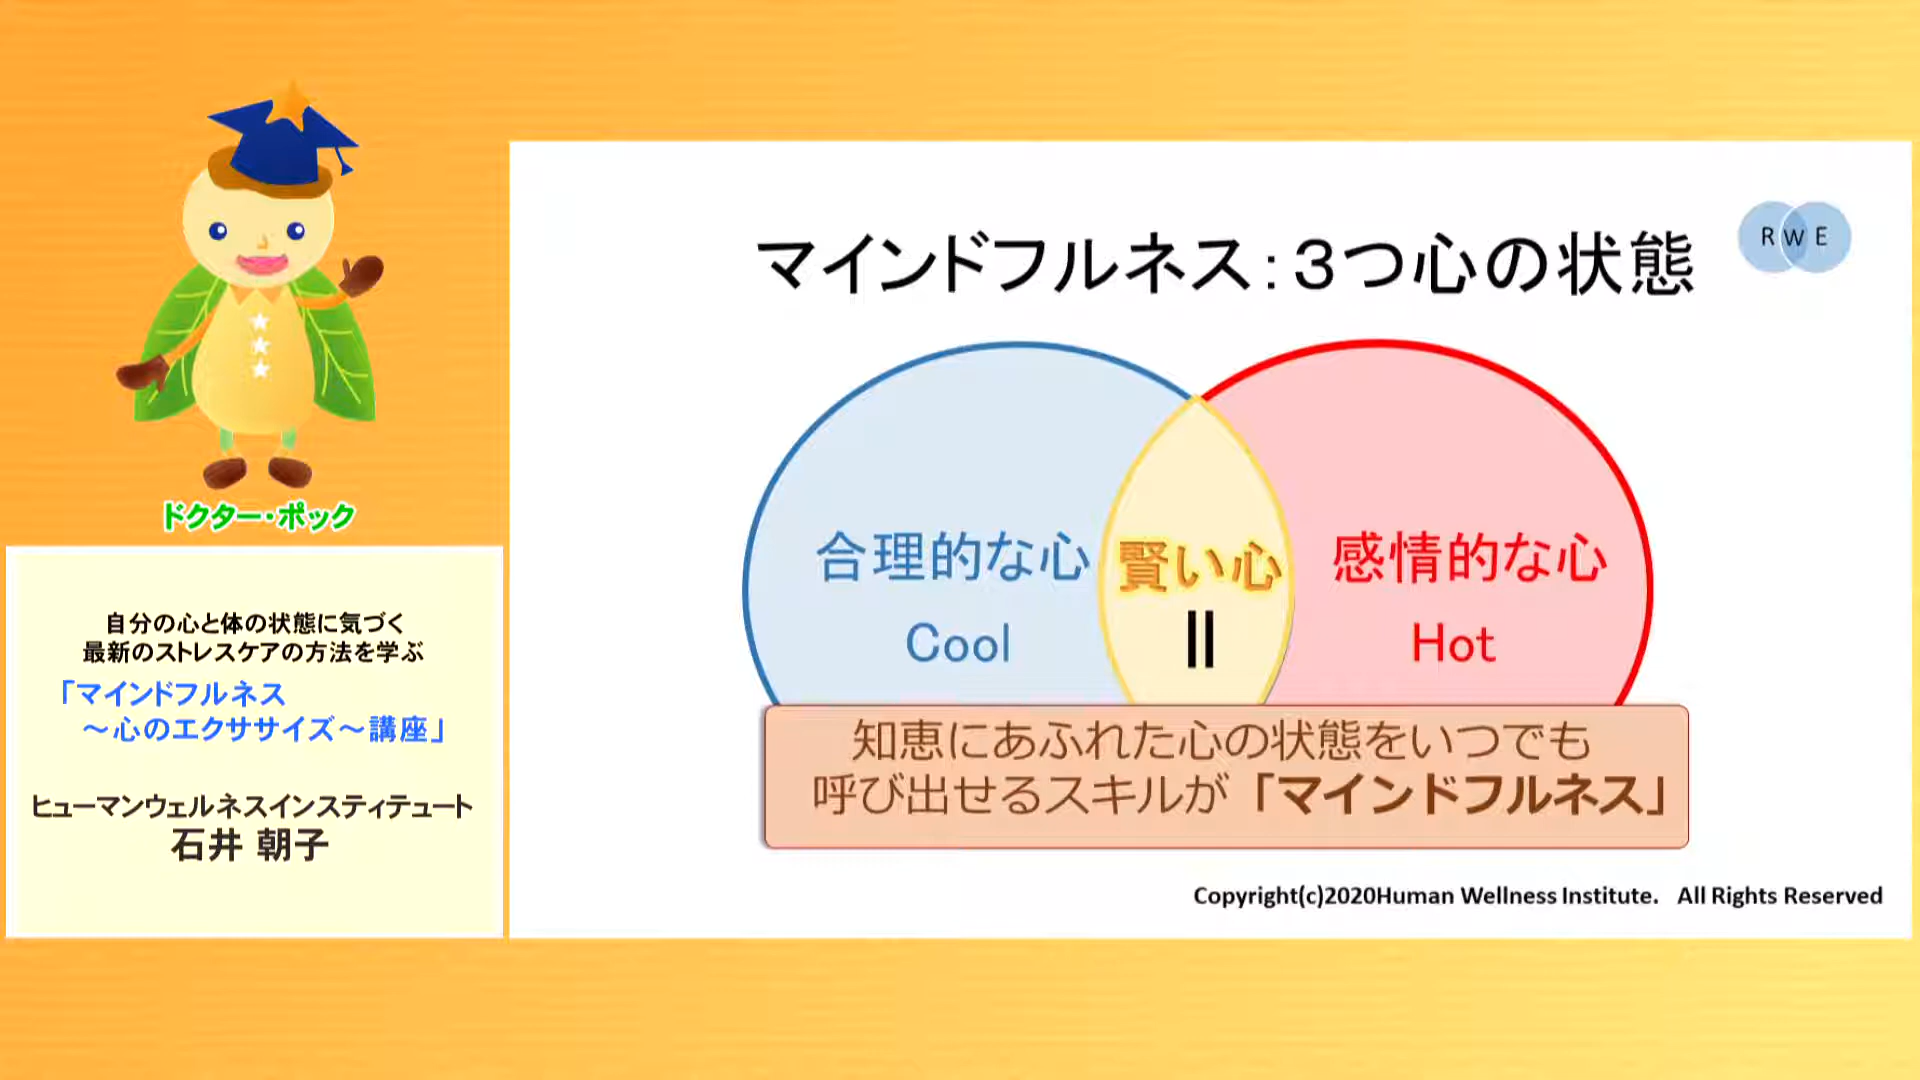 ドクター・ポック
自分の心と体の状態に気づく
最新のストレスケアの方法を学ぶ
「マインドフルネス
～心のエクササイズ～講座」
ヒューマンウェルネスインスティテュート
石井 朝子
マインドフルネス：３つ心の状態
R W E
合理的な心
Cool
賢い心
||
感情的な心
Hot
知恵にあふれた心の状態をいつでも
呼び出せるスキルが「マインドフルネス」
Copyright(c)2020Human Wellness Institute. All Rights Reserved